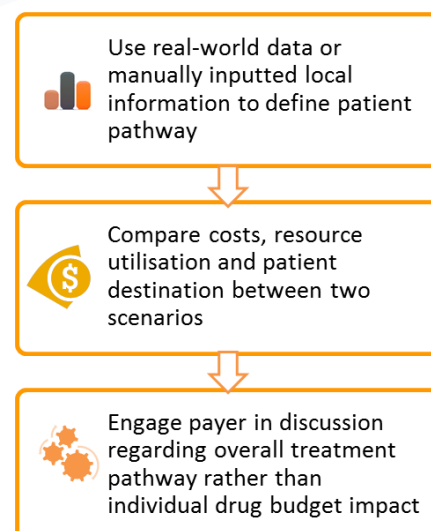 Use real-world data or
manually inputted local
information to define patient
pathway
Compare costs, resource
utilisation and patient
destination between two
scenarios
$
Engage payer in discussion
regarding overall treatment
pathway rather than
individual drug budget impact